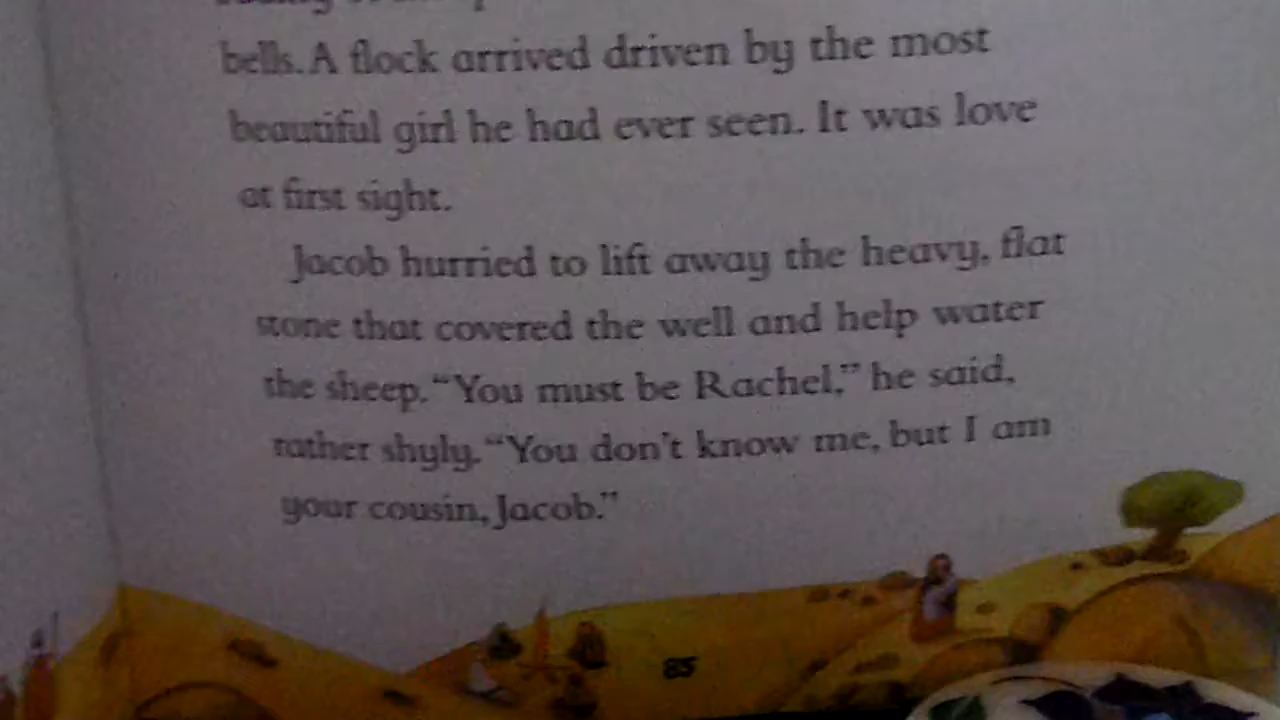 bells. A flock arrived driven by the most
beautiful girl he had ever seen. It was love
at first sight.
Jacob hurried to lift away the heavy, flat
stone that covered the well and help water
the sheep. “You must be Rachel,” he said,
rather shyly. “You don’t know me, but I am
your cousin, Jacob.”
85